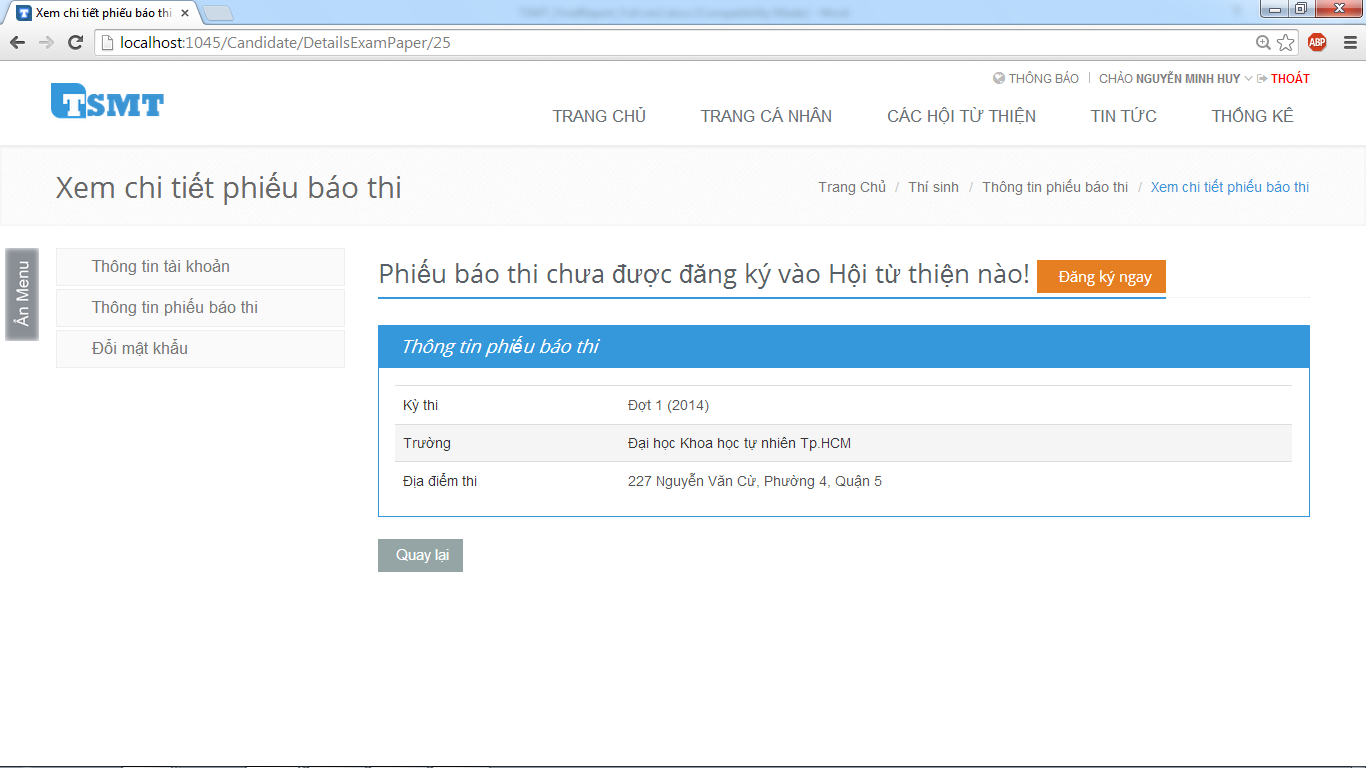 Xem chi tiết phiếu báo thi
localhost:1045/Candidate/DetailsExamPaper/25
ABP
TSMT
THÔNG BÁO CHÀO NGUYỄN MINH HUY THOÁT
TRANG CHỦ TRANG CÁ NHÂN CÁC HỘI TỪ THIỆN TIN TỨC THỐNG KÊ
Xem chi tiết phiếu báo thi
Trang Chủ / Thí sinh / Thông tin phiếu báo thi / Xem chi tiết phiếu báo thi
Ẩn Menu
Thông tin tài khoản
Thông tin phiếu báo thi
Đổi mật khẩu
Phiếu báo thi chưa được đăng ký vào Hội từ thiện nào! Đăng ký ngay
Thông tin phiếu báo thi
Kỳ thi Đợt 1 (2014)
Trường Đại học Khoa học tự nhiên Tp.HCM
Địa điểm thi 227 Nguyễn Văn Cừ, Phường 4, Quận 5
Quay lại